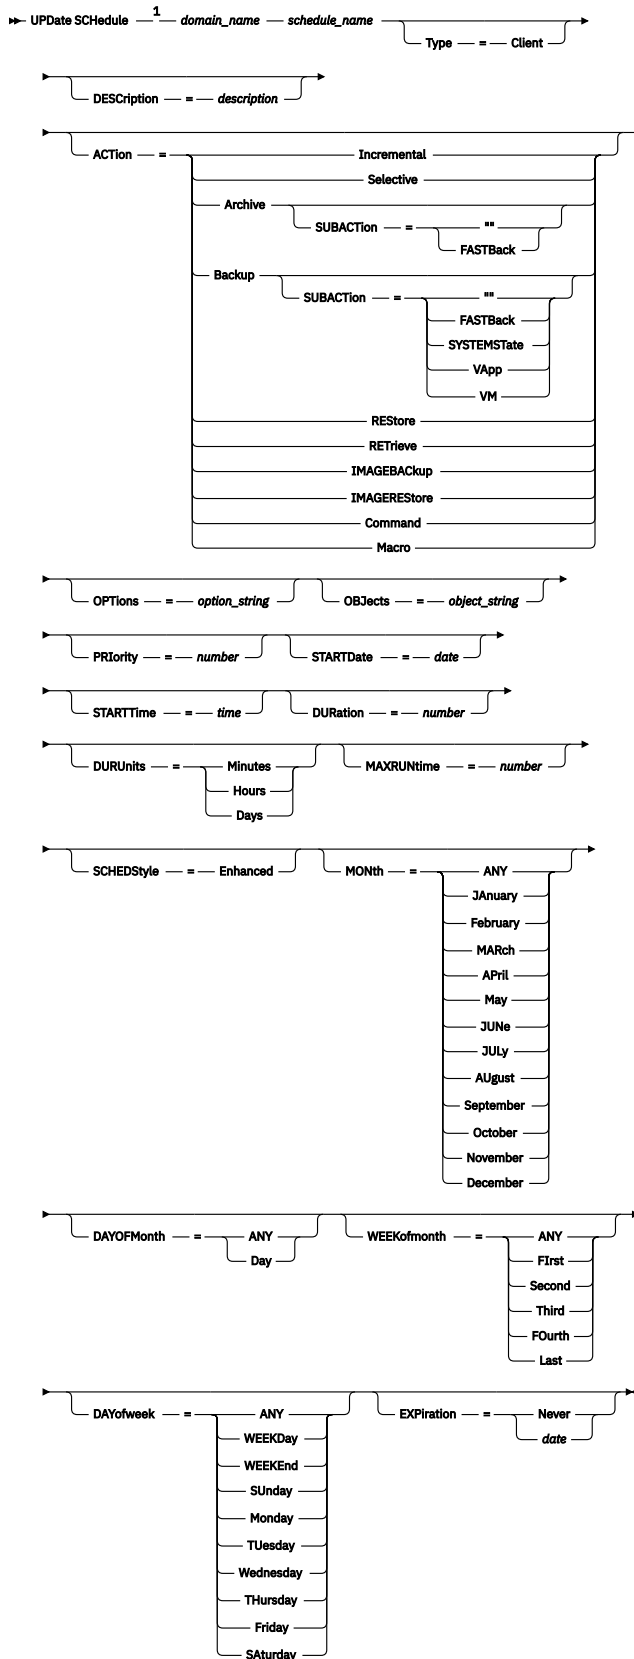 UPDate SCHedule 1 domain_name schedule_name
Type = Client
DESCription = description
ACTion = Incremental
Selective
Archive
SUBACTion = ""
FASTBack
Backup
SUBACTion = ""
FASTBack
SYSTEMSTate
VApp
VM
REStore
RETrieve
IMAGEBACkup
IMAGEREStore
Command
Macro
OPTions = option_string OBJects = object_string
PRIority = number STARTDate = date
STARTTime = time DURation = number
DURUnits = Minutes
Hours
Days
MAXRUNtime = number
SCHEDStyle = Enhanced MONth = ANY
JAnuary
February
MARch
APril
May
JUNe
JULy
AUgust
September
October
November
December
DAYOFMonth = ANY
Day
WEEKofmonth = ANY
FIrst
Second
Third
FOurth
Last
DAYofweek = ANY
WEEKDay
WEEKEnd
SUnday
Monday
TUesday
Wednesday
THursday
Friday
SAturday
EXPiration = Never
date